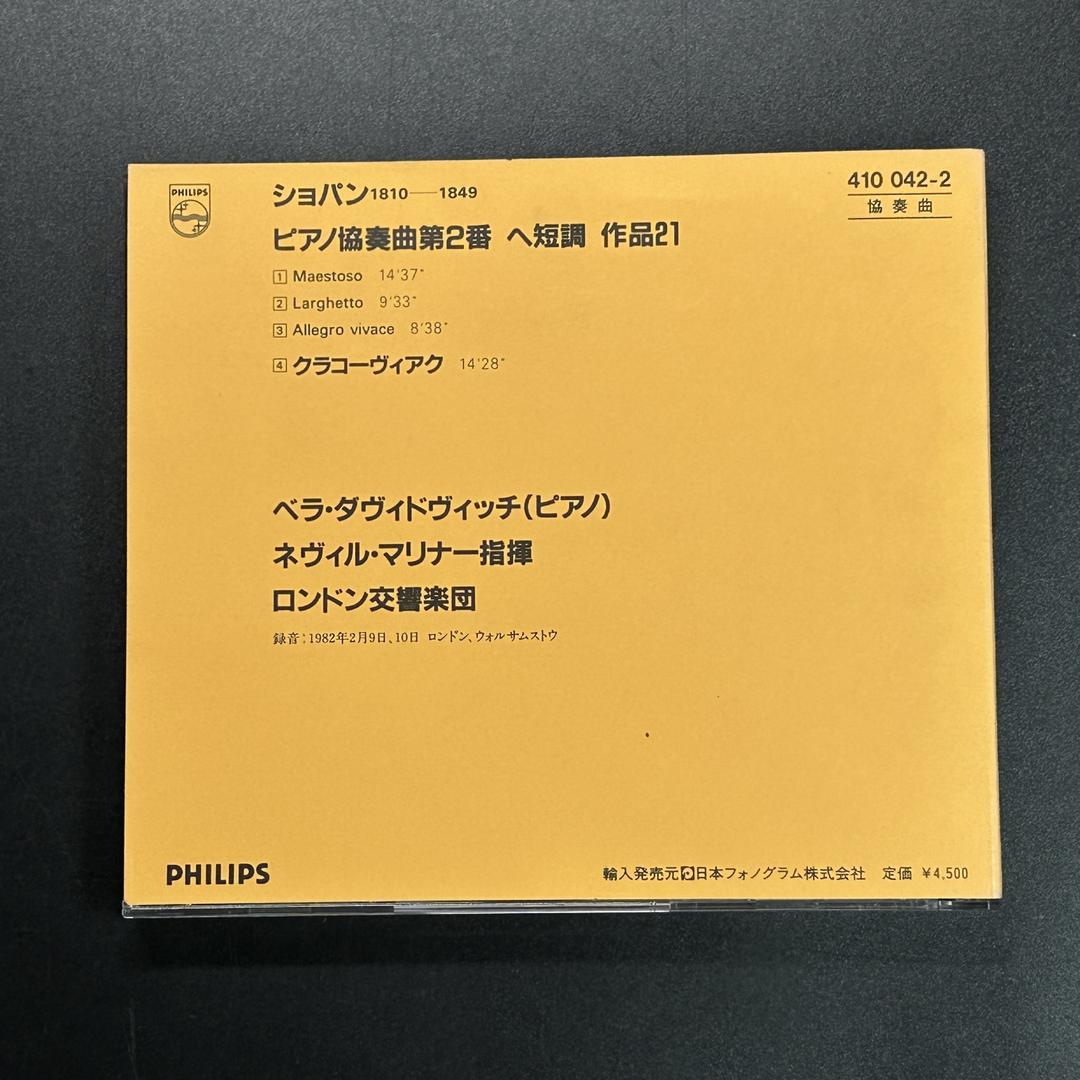 PHILIPS
ショパン1810——1849
410 042-2
協奏曲
ピアノ協奏曲第2番 ヘ短調 作品21
1 Maestoso 14'37"
2 Larghetto 9'33"
3 Allegro vivace 8'38"
4 クラコーヴィアク 14'28"
ベラ・ダヴィドヴィッチ(ピアノ)
ネヴィル・マリナー指揮
ロンドン交響楽団
録音:1982年2月9日、10日 ロンドン、ウォルサムストウ
PHILIPS
輸入発売元 日本フォノグラム株式会社 定価 ¥4,500